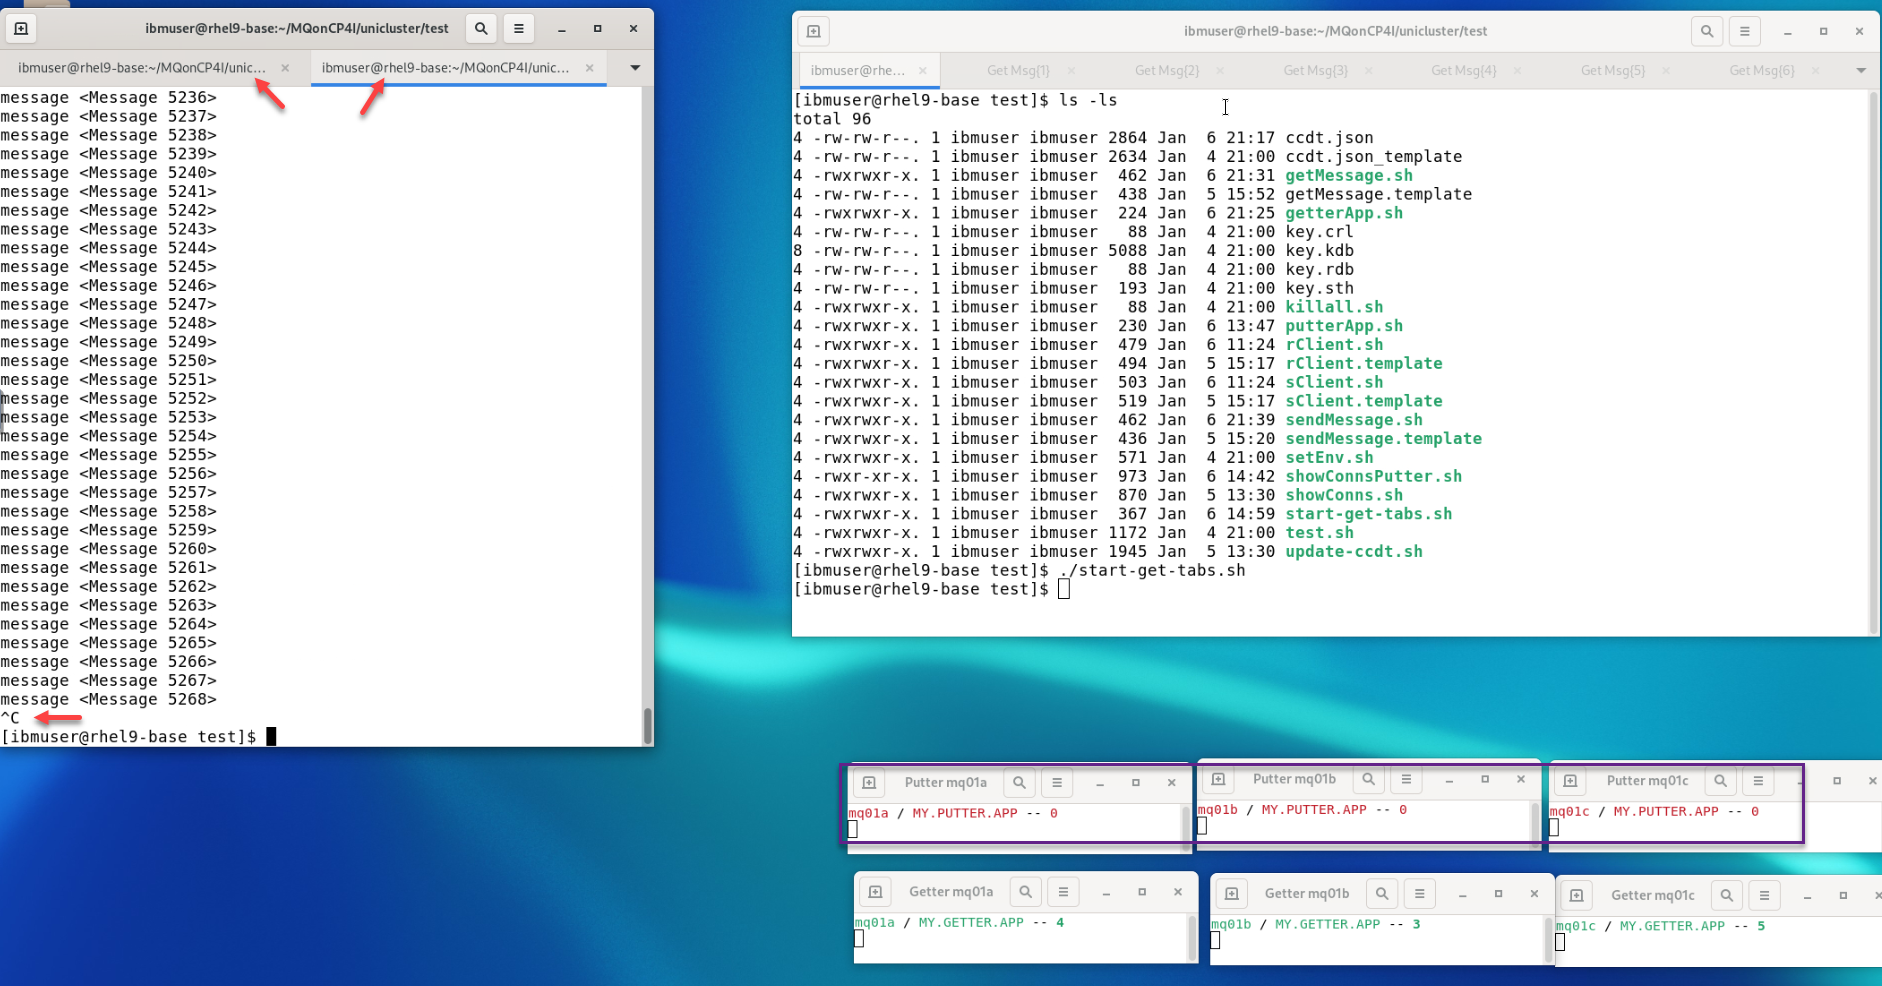 ibmuser@rhel9-base:~/MQonCP4I/unicluster/test
ibmuser@rhel9-base:~/MQonCP4I/unic...
ibmuser@rhel9-base:~/MQonCP4I/unic...
message <Message 5236>
message <Message 5237>
message <Message 5238>
message <Message 5239>
message <Message 5240>
message <Message 5241>
message <Message 5242>
message <Message 5243>
message <Message 5244>
message <Message 5245>
message <Message 5246>
message <Message 5247>
message <Message 5248>
message <Message 5249>
message <Message 5250>
message <Message 5251>
message <Message 5252>
message <Message 5253>
message <Message 5254>
message <Message 5255>
message <Message 5256>
message <Message 5257>
message <Message 5258>
message <Message 5259>
message <Message 5260>
message <Message 5261>
message <Message 5262>
message <Message 5263>
message <Message 5264>
message <Message 5265>
message <Message 5266>
message <Message 5267>
message <Message 5268>
^C
[ibmuser@rhel9-base test]$
ibmuser@rhel9-base:~/MQonCP4I/unicluster/test
ibmuser@rhe...
Get Msg{1}
Get Msg{2}
Get Msg{3}
Get Msg{4}
Get Msg{5}
Get Msg{6}
[ibmuser@rhel9-base test]$ ls -ls
total 96
4 -rw-rw-r--. 1 ibmuser ibmuser 2864 Jan  6 21:17 ccdt.json
4 -rw-rw-r--. 1 ibmuser ibmuser 2634 Jan  4 21:00 ccdt.json_template
4 -rwxrwxr-x. 1 ibmuser ibmuser  462 Jan  6 21:31 getMessage.sh
4 -rw-rw-r--. 1 ibmuser ibmuser  438 Jan  5 15:52 getMessage.template
4 -rwxrwxr-x. 1 ibmuser ibmuser  224 Jan  6 21:25 getterApp.sh
4 -rw-rw-r--. 1 ibmuser ibmuser   88 Jan  4 21:00 key.crl
8 -rw-rw-r--. 1 ibmuser ibmuser 5088 Jan  4 21:00 key.kdb
4 -rw-rw-r--. 1 ibmuser ibmuser   88 Jan  4 21:00 key.rdb
4 -rw-rw-r--. 1 ibmuser ibmuser  193 Jan  4 21:00 key.sth
4 -rwxrwxr-x. 1 ibmuser ibmuser   88 Jan  4 21:00 killall.sh
4 -rwxrwxr-x. 1 ibmuser ibmuser  230 Jan  6 13:47 putterApp.sh
4 -rwxrwxr-x. 1 ibmuser ibmuser  479 Jan  6 11:24 rClient.sh
4 -rwxrwxr-x. 1 ibmuser ibmuser  494 Jan  5 15:17 rClient.template
4 -rwxrwxr-x. 1 ibmuser ibmuser  503 Jan  6 11:24 sClient.sh
4 -rwxrwxr-x. 1 ibmuser ibmuser  519 Jan  5 15:17 sClient.template
4 -rwxrwxr-x. 1 ibmuser ibmuser  462 Jan  6 21:39 sendMessage.sh
4 -rwxrwxr-x. 1 ibmuser ibmuser  436 Jan  5 15:20 sendMessage.template
4 -rwxrwxr-x. 1 ibmuser ibmuser  571 Jan  4 21:00 setEnv.sh
4 -rwxr-xr-x. 1 ibmuser ibmuser  973 Jan  6 14:42 showConnsPutter.sh
4 -rwxrwxr-x. 1 ibmuser ibmuser  870 Jan  5 13:30 showConns.sh
4 -rwxrwxr-x. 1 ibmuser ibmuser  367 Jan  6 14:59 start-get-tabs.sh
4 -rwxrwxr-x. 1 ibmuser ibmuser 1172 Jan  4 21:00 test.sh
4 -rwxrwxr-x. 1 ibmuser ibmuser 1945 Jan  5 13:30 update-ccdt.sh
[ibmuser@rhel9-base test]$ ./start-get-tabs.sh
[ibmuser@rhel9-base test]$
Putter mq01a
mq01a / MY.PUTTER.APP -- 0
Putter mq01b
mq01b / MY.PUTTER.APP -- 0
Putter mq01c
mq01c / MY.PUTTER.APP -- 0
Getter mq01a
mq01a / MY.GETTER.APP -- 4
Getter mq01b
mq01b / MY.GETTER.APP -- 3
Getter mq01c
mq01c / MY.GETTER.APP -- 5